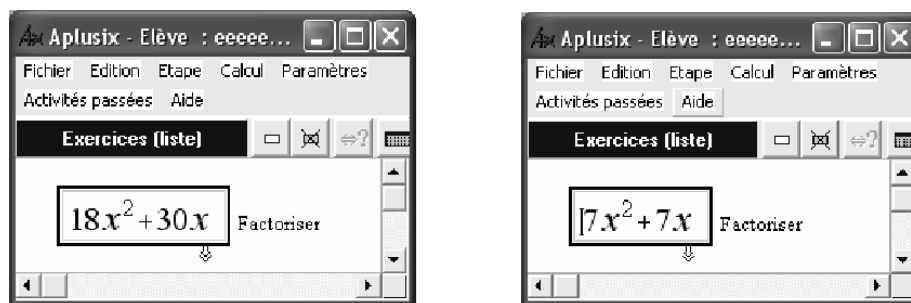 Aplusix - Elève : eeeee...
Fichier Edition Etape Calcul Paramètres
Activités passées Aide
Exercices (liste)
18x²+30x Factoriser
Aplusix - Elève : eeeee...
Fichier Edition Etape Calcul Paramètres
Activités passées Aide
Exercices (liste)
7x²+7x Factoriser